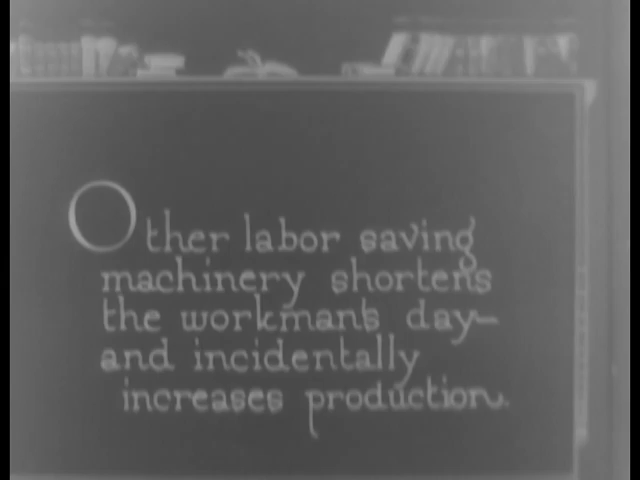 Other labor saving
machinery shortens
the workman's day—
and incidentally
increases production.